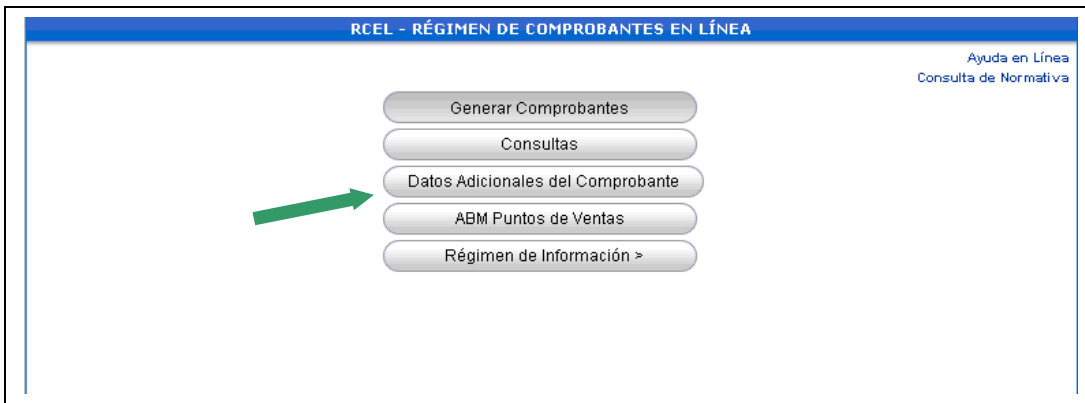 RCEL - RÉGIMEN DE COMPROBANTES EN LÍNEA
Ayuda en Línea
Consulta de Normativa
Generar Comprobantes
Consultas
Datos Adicionales del Comprobante
ABM Puntos de Ventas
Régimen de Información >